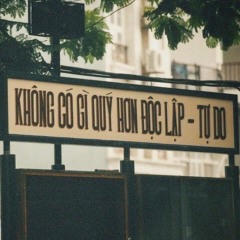 KHÔNG CÓ GÌ QUÝ HƠN ĐỘC LẬP - TỰ DO